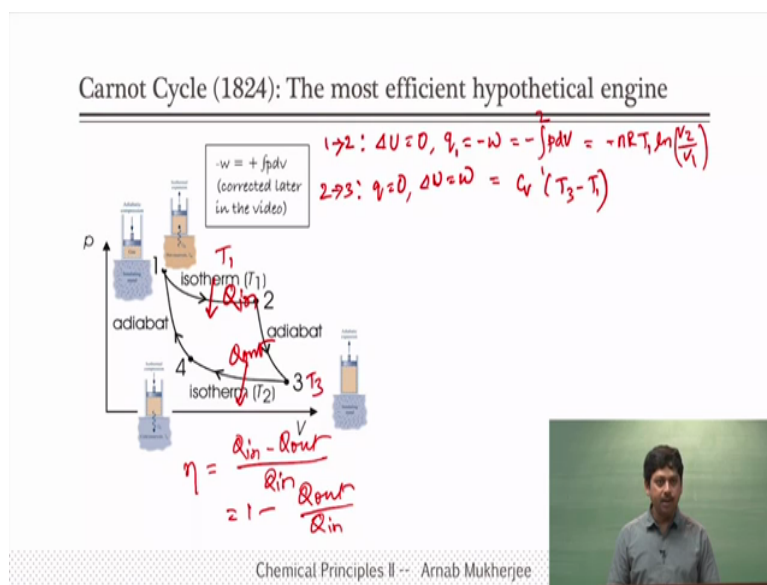 Carnot Cycle (1824): The most efficient hypothetical engine
1→2: ΔU=0, q₁=-w = -∫₁² pdv = -nRT₁ ln(v₂/v₁)
-w = + ∫pdv
(corrected later
in the video)
2→3: q=0, ΔU=w = Cv (T₃-T₁)
p
T₁
1
isotherm (T₁)
Qin 2
adiabat
adiabat
Qout
4
3 T₃
isotherm (T₂)
V
η = Qin - Qout / Qin
= 1 - Qout / Qin
Chemical Principles II -- Arnab Mukherjee